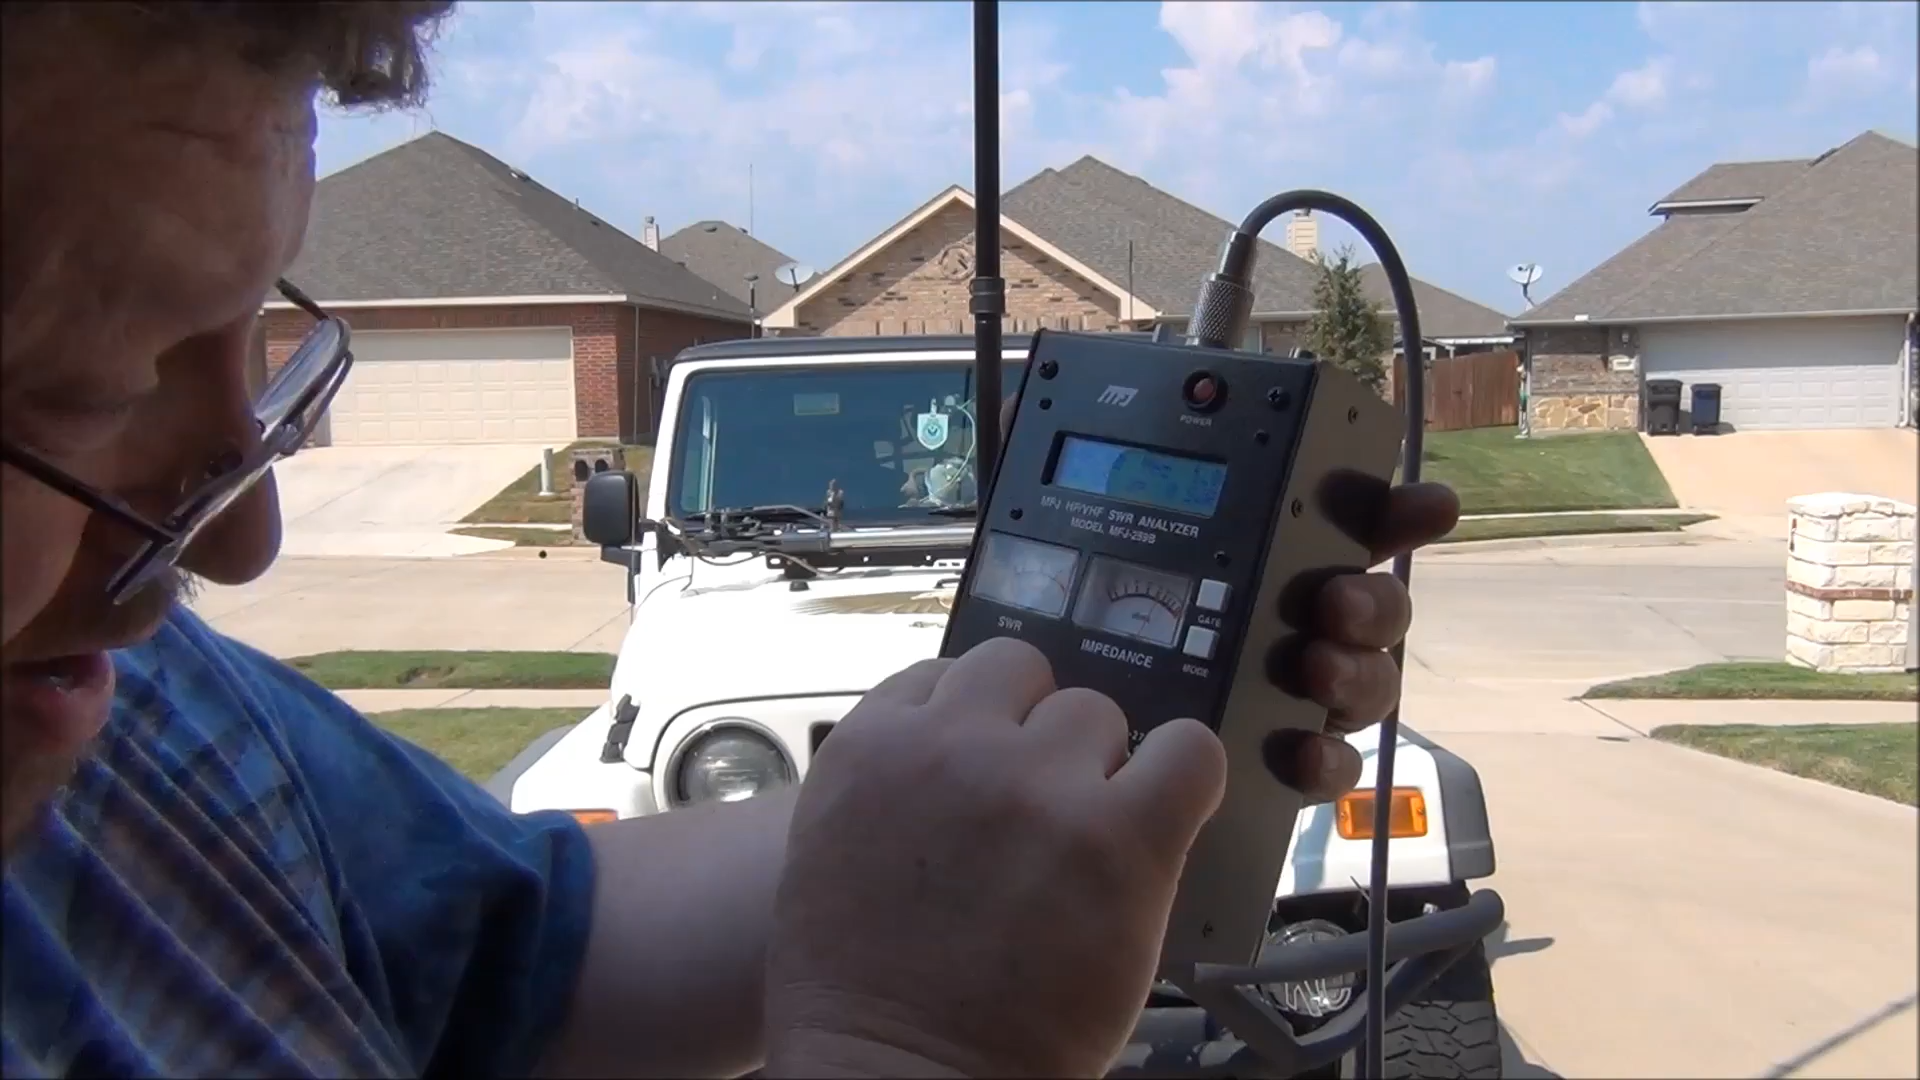 MFJ
POWER
MFJ HF/VHF SWR ANALYZER
MODEL MFJ-259B
SWR
IMPEDANCE
GATE
MODE